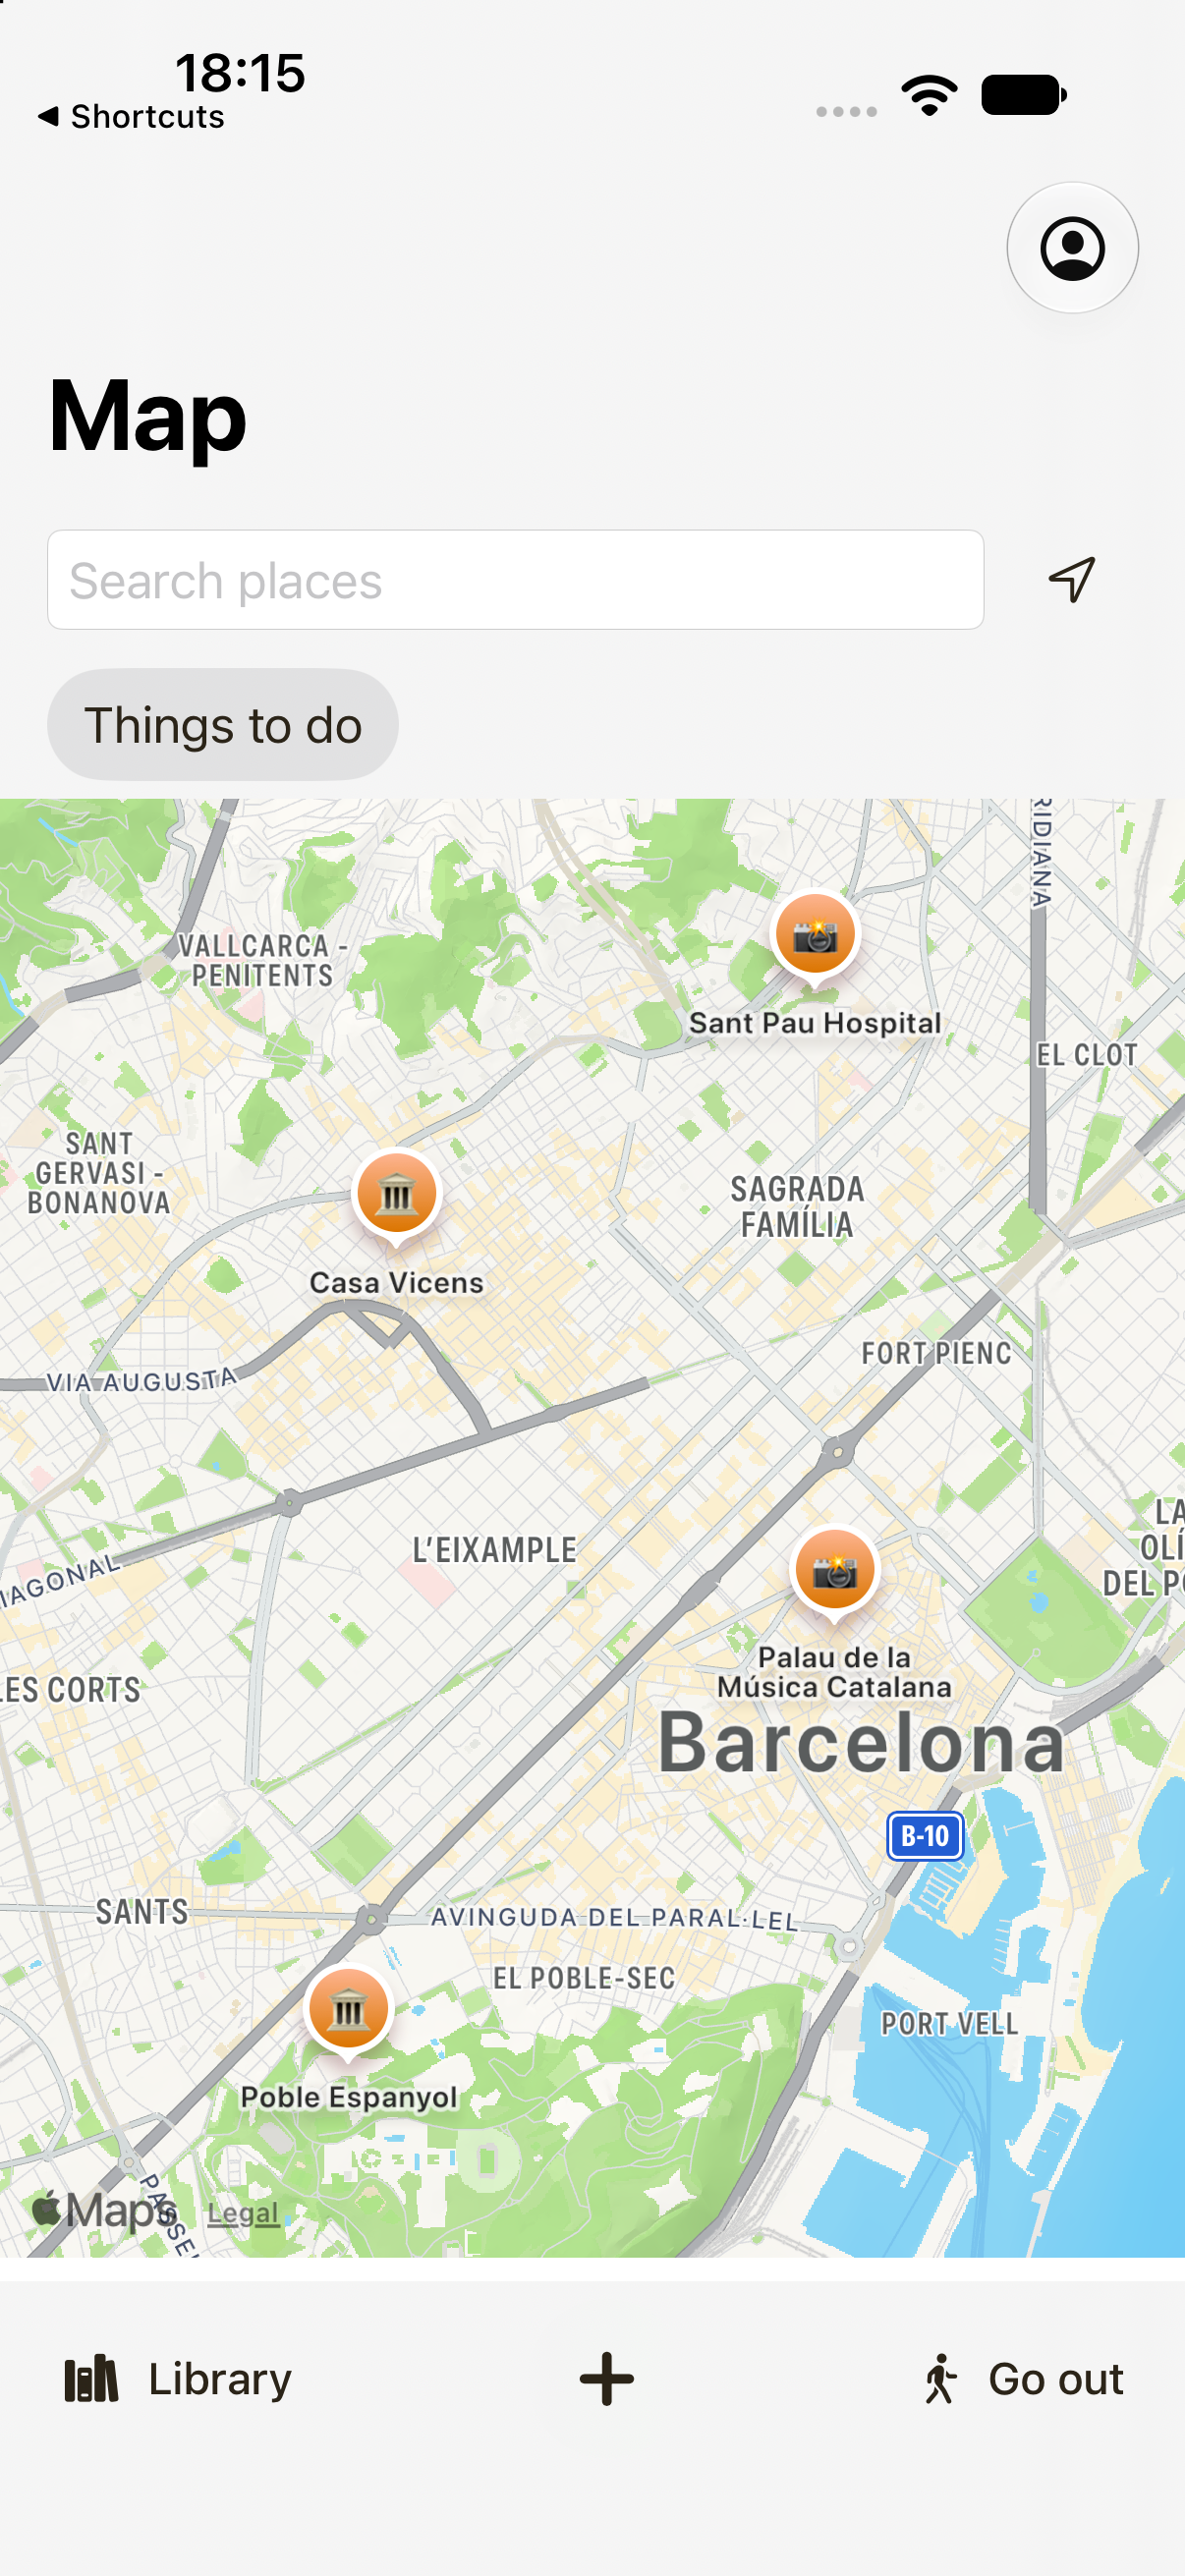 18:15
Shortcuts
Map
Search places
Things to do
VALLCARCA -
PENITENTS
Sant Pau Hospital
EL CLOT
SANT
GERVASI -
BONANOVA
SAGRADA
FAMÍLIA
Casa Vicens
FORT PIENC
VIA AUGUSTA
L'EIXAMPLE
Palau de la
Música Catalana
Barcelona
LES CORTS
B-10
SANTS
AVINGUDA DEL PARAL·LEL
EL POBLE-SEC
PORT VELL
Poble Espanyol
Maps
Legal
Library
Go out